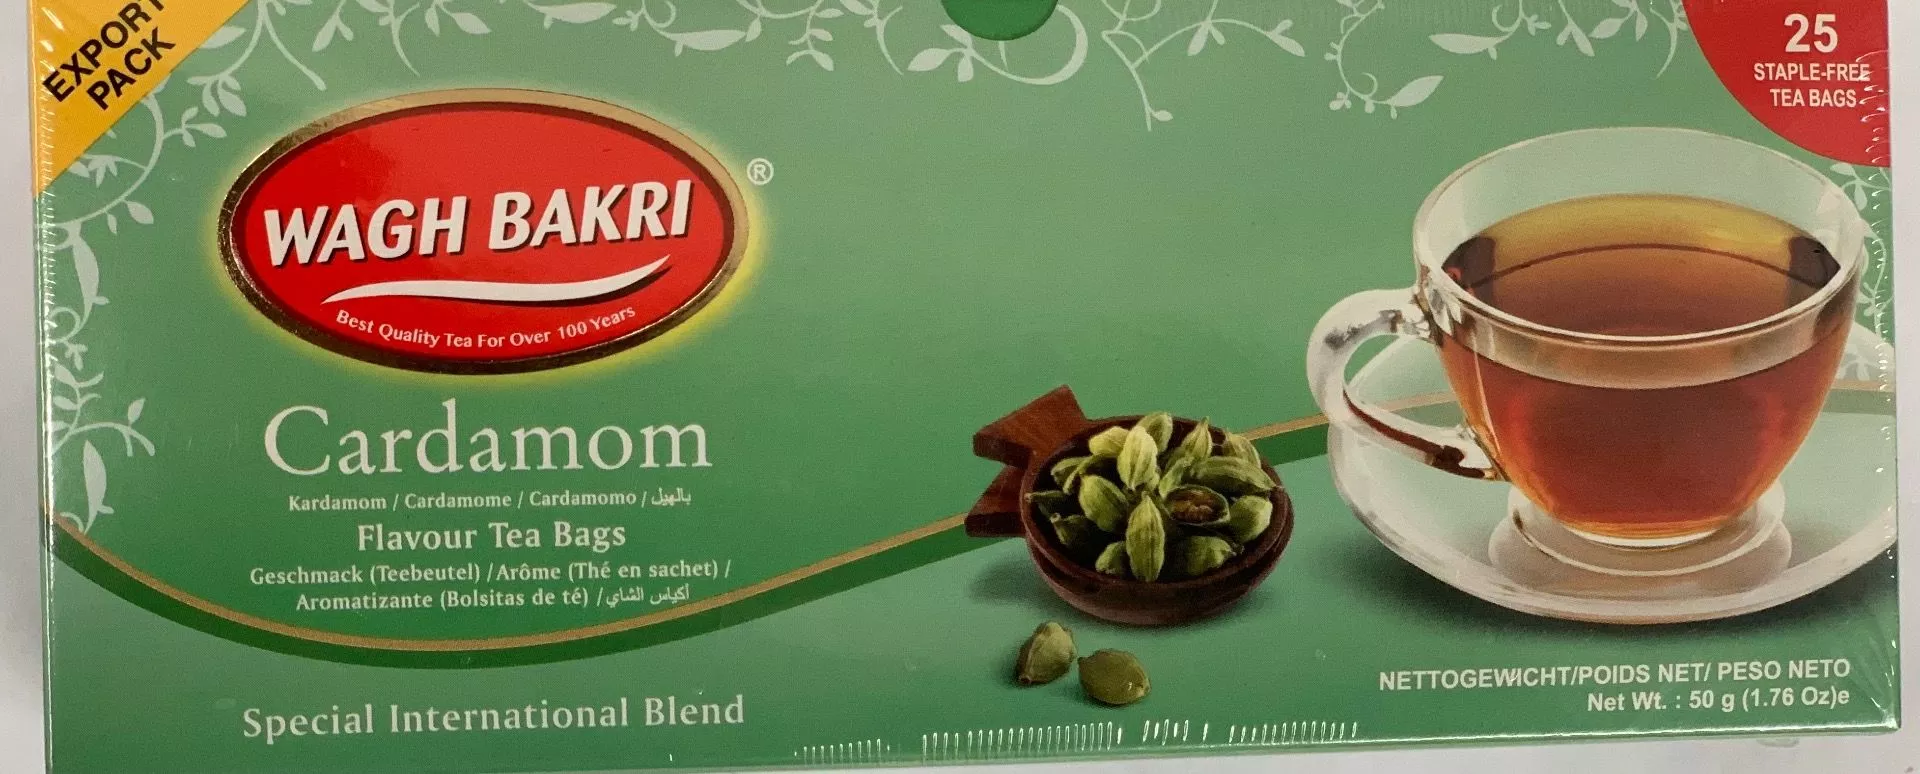 EXPORT
PACK
25
STAPLE-FREE
TEA BAGS
WAGH BAKRI
®
Best Quality Tea For Over 100 Years
Cardamom
Kardamom / Cardamome / Cardamomo / بالهيل
Flavour Tea Bags
Geschmack (Teebeutel) / Arôme (Thé en sachet) /
Aromatizante (Bolsitas de té) / أكياس الشاي
Special International Blend
NETTOGEWICHT/POIDS NET/ PESO NETO
Net Wt. : 50 g (1.76 Oz)e